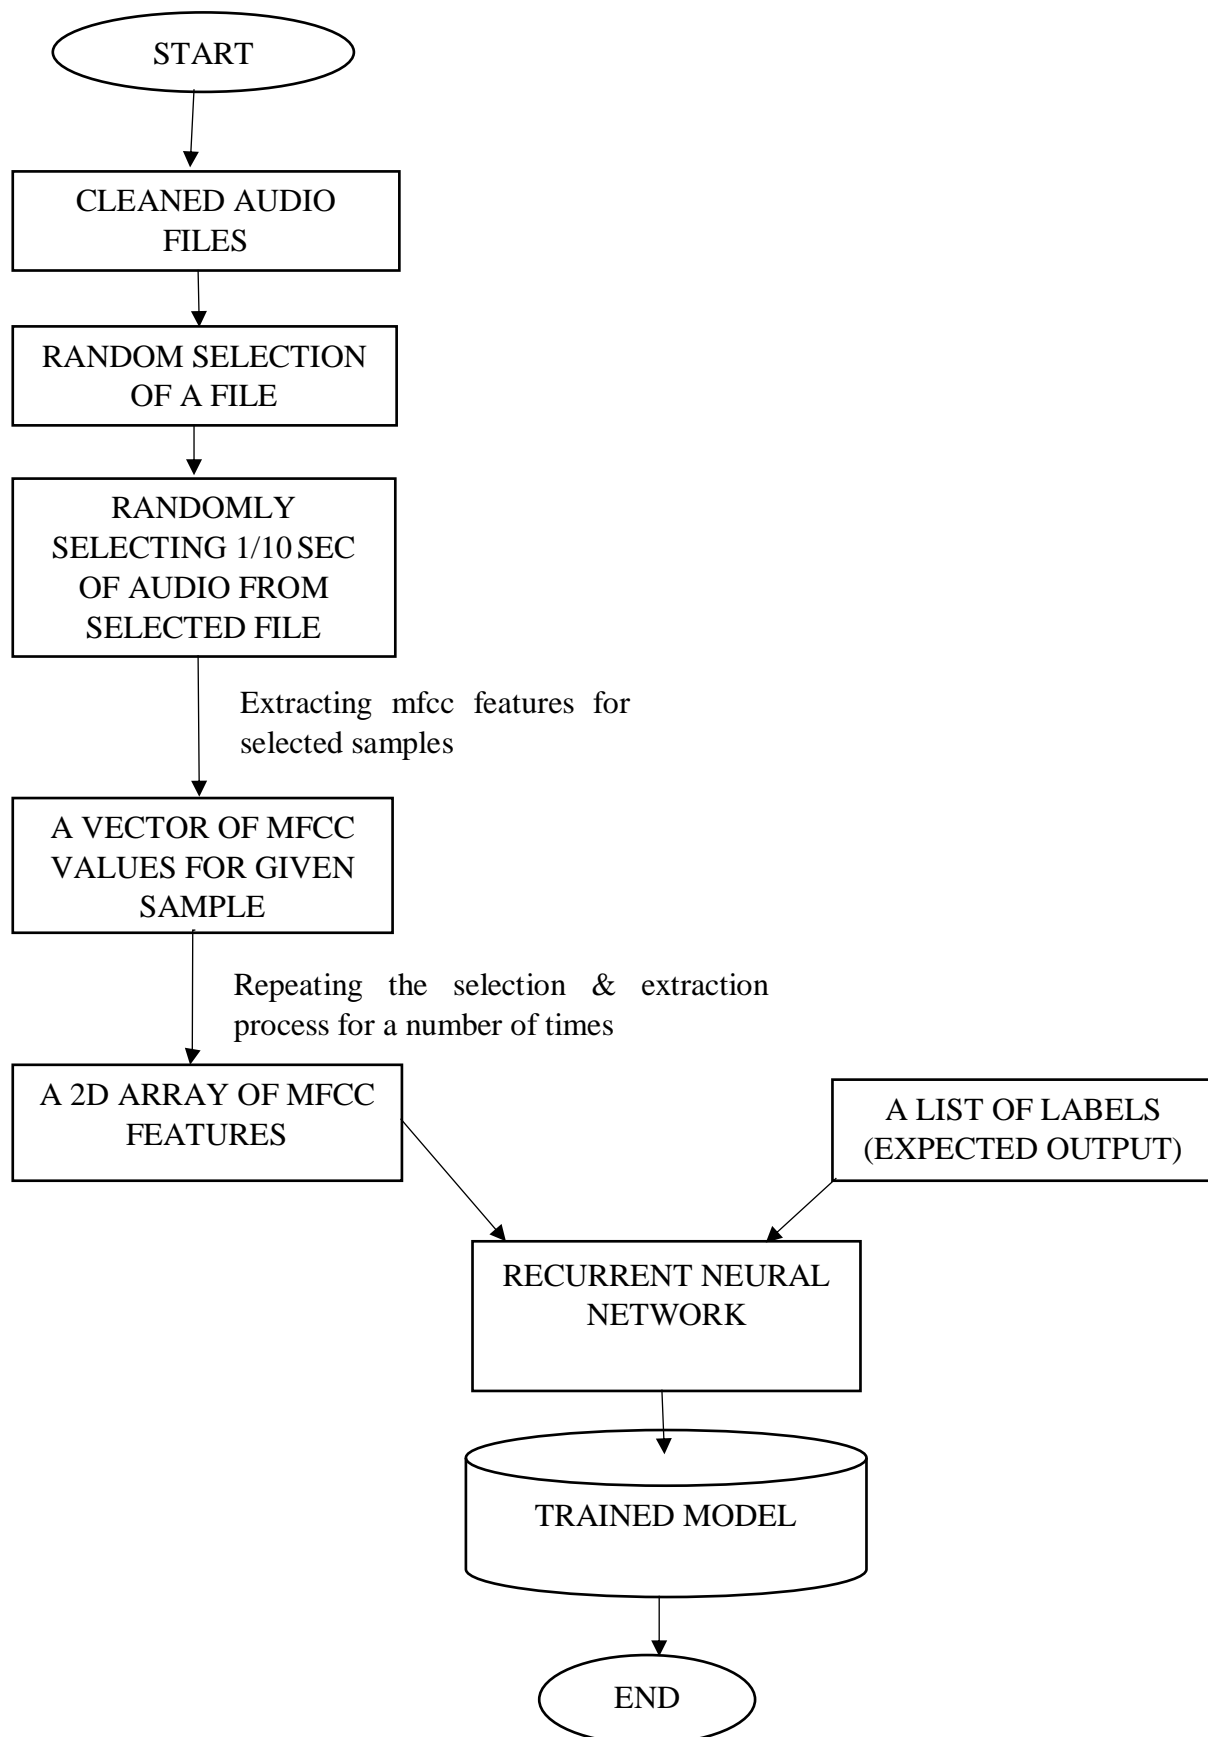 START
CLEANED AUDIO
FILES
RANDOM SELECTION
OF A FILE
RANDOMLY
SELECTING 1/10 SEC
OF AUDIO FROM
SELECTED FILE
Extracting mfcc features for
selected samples
A VECTOR OF MFCC
VALUES FOR GIVEN
SAMPLE
Repeating the selection & extraction
process for a number of times
A 2D ARRAY OF MFCC
FEATURES
A LIST OF LABELS
(EXPECTED OUTPUT)
RECURRENT NEURAL
NETWORK
TRAINED MODEL
END